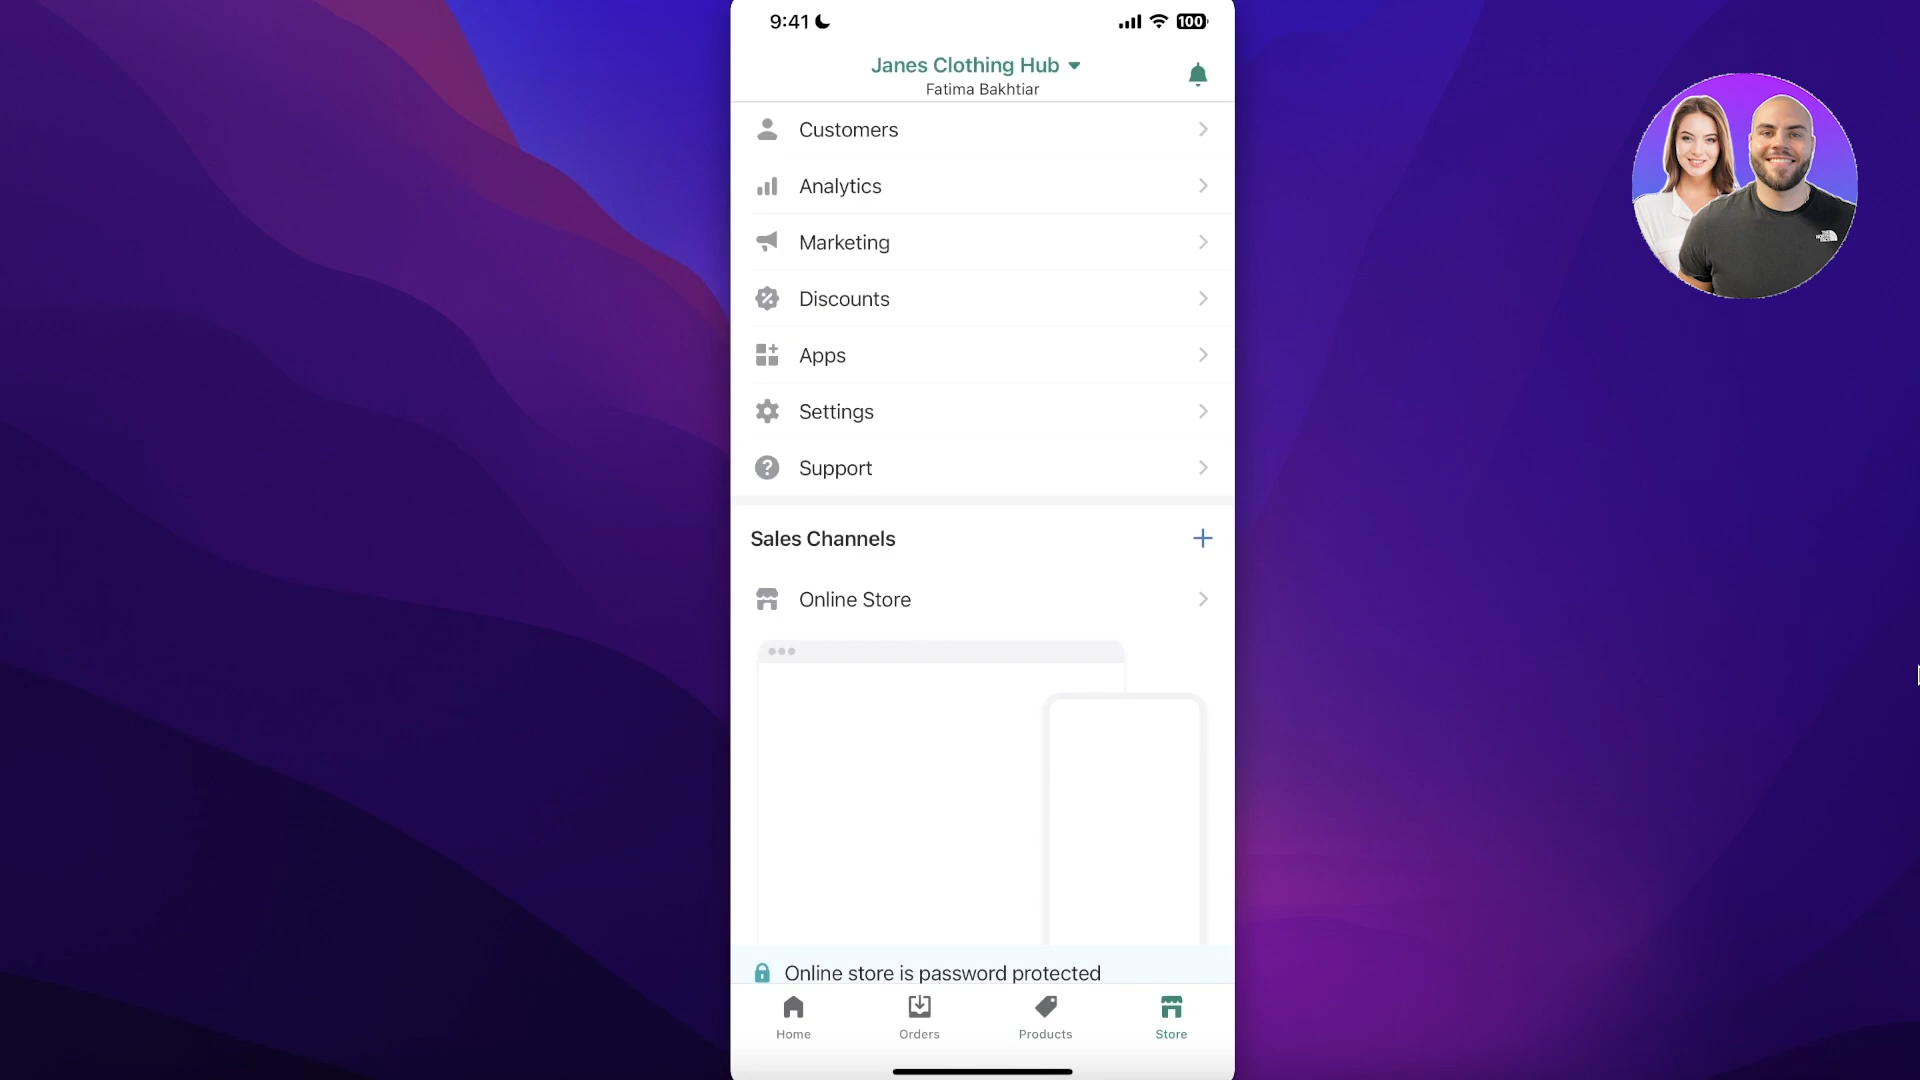 9:41
100
Janes Clothing Hub
Fatima Bakhtiar
Customers
Analytics
Marketing
Discounts
Apps
Settings
Support
Sales Channels
Online Store
Online store is password protected
Home
Orders
Products
Store